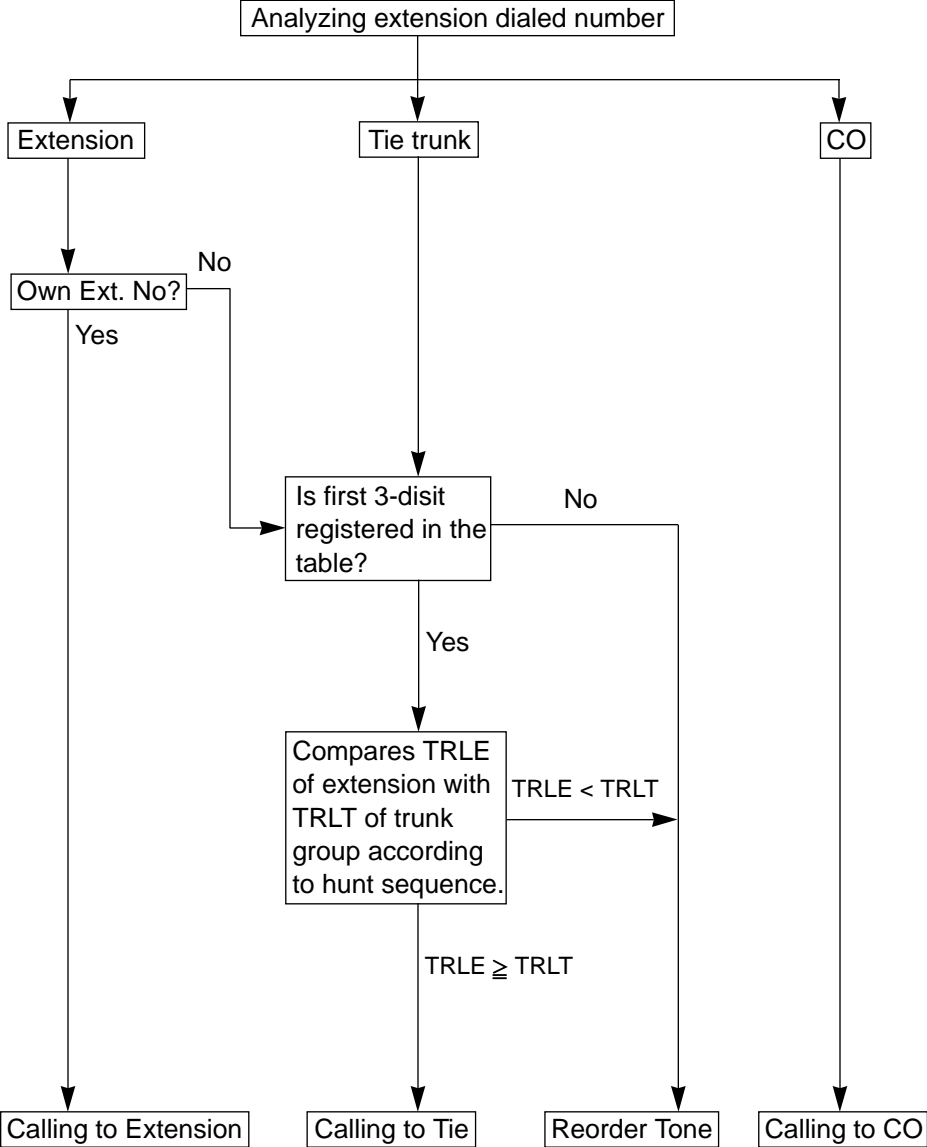 Analyzing extension dialed number
Extension
Tie trunk
CO
Own Ext. No?
No
Yes
Is first 3-disit
registered in the
table?
No
Yes
Compares TRLE
of extension with
TRLT of trunk
group according
to hunt sequence.
TRLE < TRLT
TRLE ≧ TRLT
Calling to Extension
Calling to Tie
Reorder Tone
Calling to CO